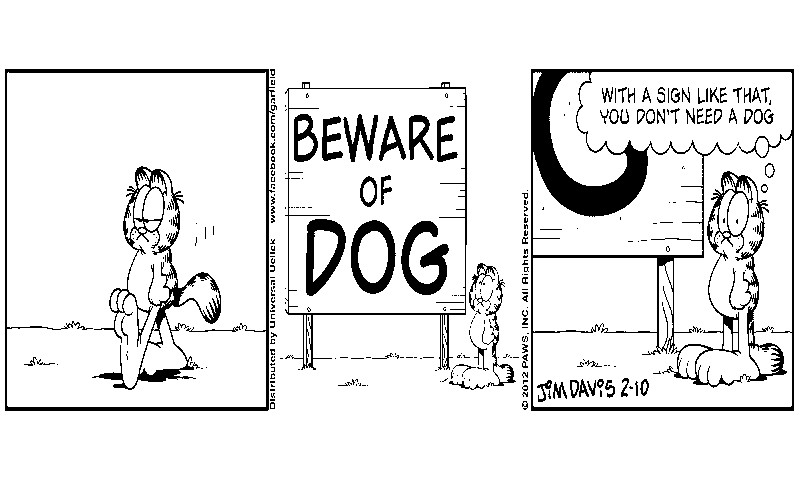 Distributed by Universal Uclick www.facebook.com/garfield
BEWARE
OF
DOG
© 2012 PAWS, INC. All Rights Reserved.
WITH A SIGN LIKE THAT,
YOU DON'T NEED A DOG
JIM DAVIS 2-10